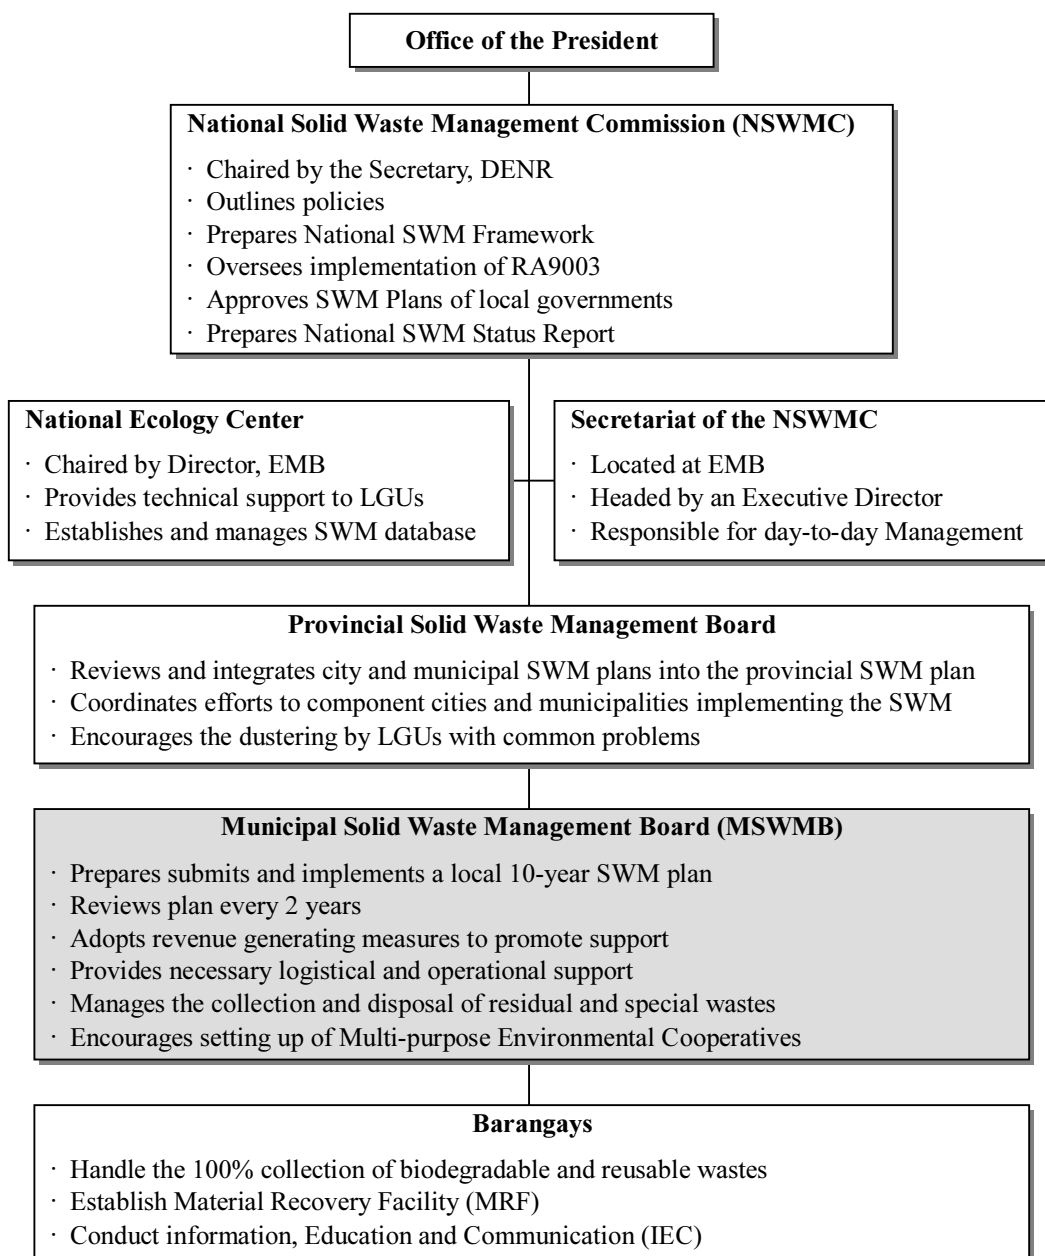 Office of the President
National Solid Waste Management Commission (NSWMC)
· Chaired by the Secretary, DENR
· Outlines policies
· Prepares National SWM Framework
· Oversees implementation of RA9003
· Approves SWM Plans of local governments
· Prepares National SWM Status Report
National Ecology Center
· Chaired by Director, EMB
· Provides technical support to LGUs
· Establishes and manages SWM database
Secretariat of the NSWMC
· Located at EMB
· Headed by an Executive Director
· Responsible for day-to-day Management
Provincial Solid Waste Management Board
· Reviews and integrates city and municipal SWM plans into the provincial SWM plan
· Coordinates efforts to component cities and municipalities implementing the SWM
· Encourages the dustering by LGUs with common problems
Municipal Solid Waste Management Board (MSWMB)
· Prepares submits and implements a local 10-year SWM plan
· Reviews plan every 2 years
· Adopts revenue generating measures to promote support
· Provides necessary logistical and operational support
· Manages the collection and disposal of residual and special wastes
· Encourages setting up of Multi-purpose Environmental Cooperatives
Barangays
· Handle the 100% collection of biodegradable and reusable wastes
· Establish Material Recovery Facility (MRF)
· Conduct information, Education and Communication (IEC)